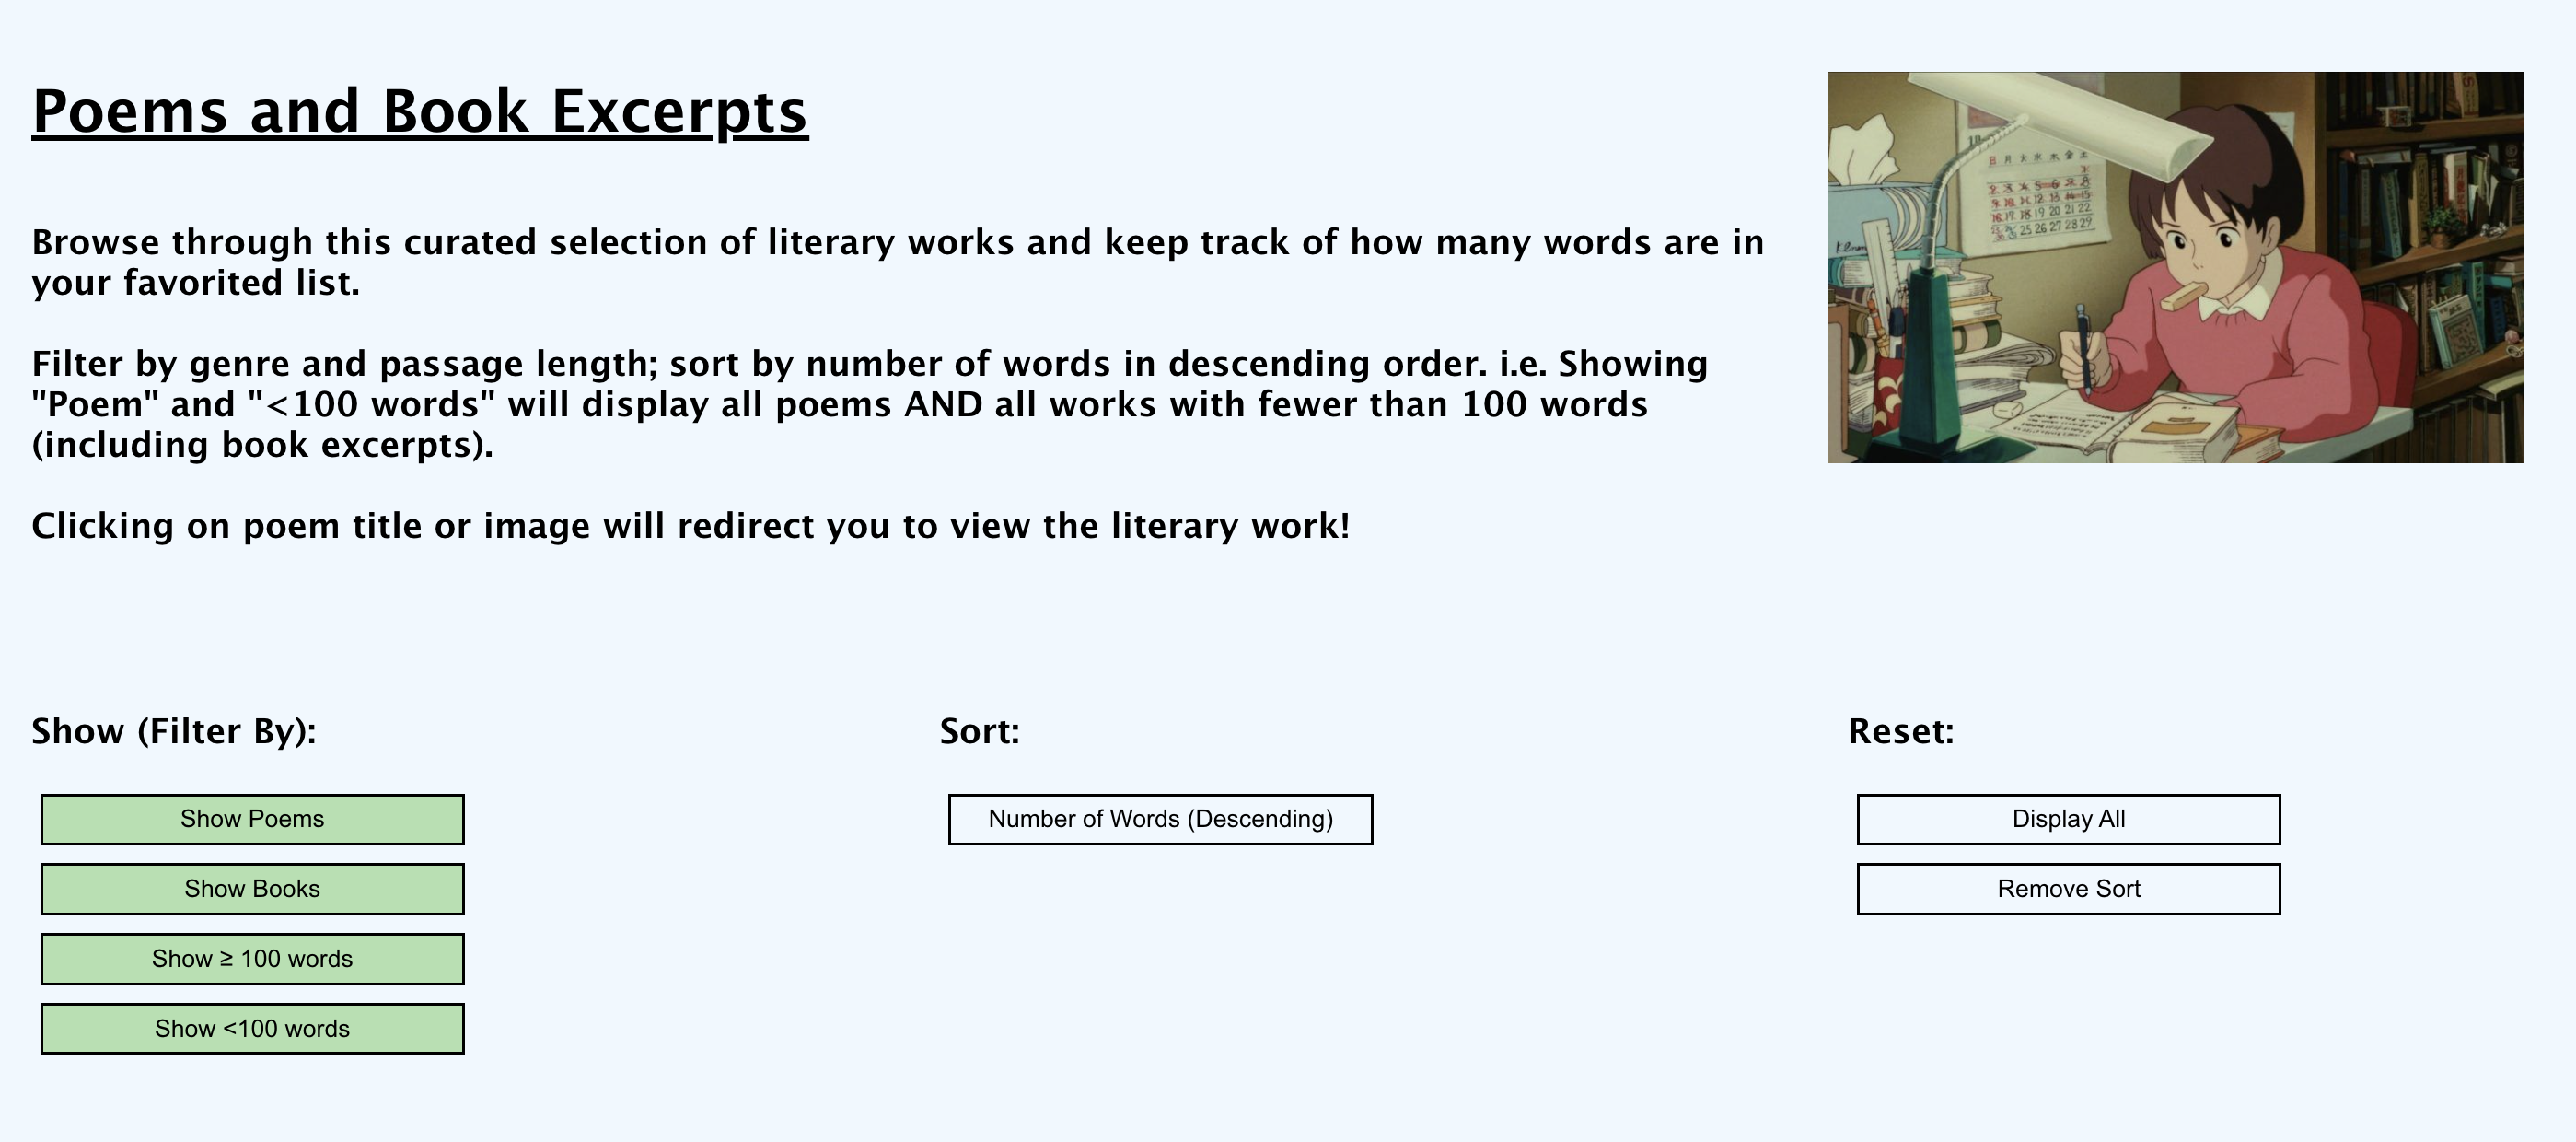 Poems and Book Excerpts
Browse through this curated selection of literary works and keep track of how many words are in
your favorited list.
Filter by genre and passage length; sort by number of words in descending order. i.e. Showing
"Poem" and "<100 words" will display all poems AND all works with fewer than 100 words
(including book excerpts).
Clicking on poem title or image will redirect you to view the literary work!
Show (Filter By):
Show Poems
Show Books
Show ≥ 100 words
Show <100 words
Sort:
Number of Words (Descending)
Reset:
Display All
Remove Sort